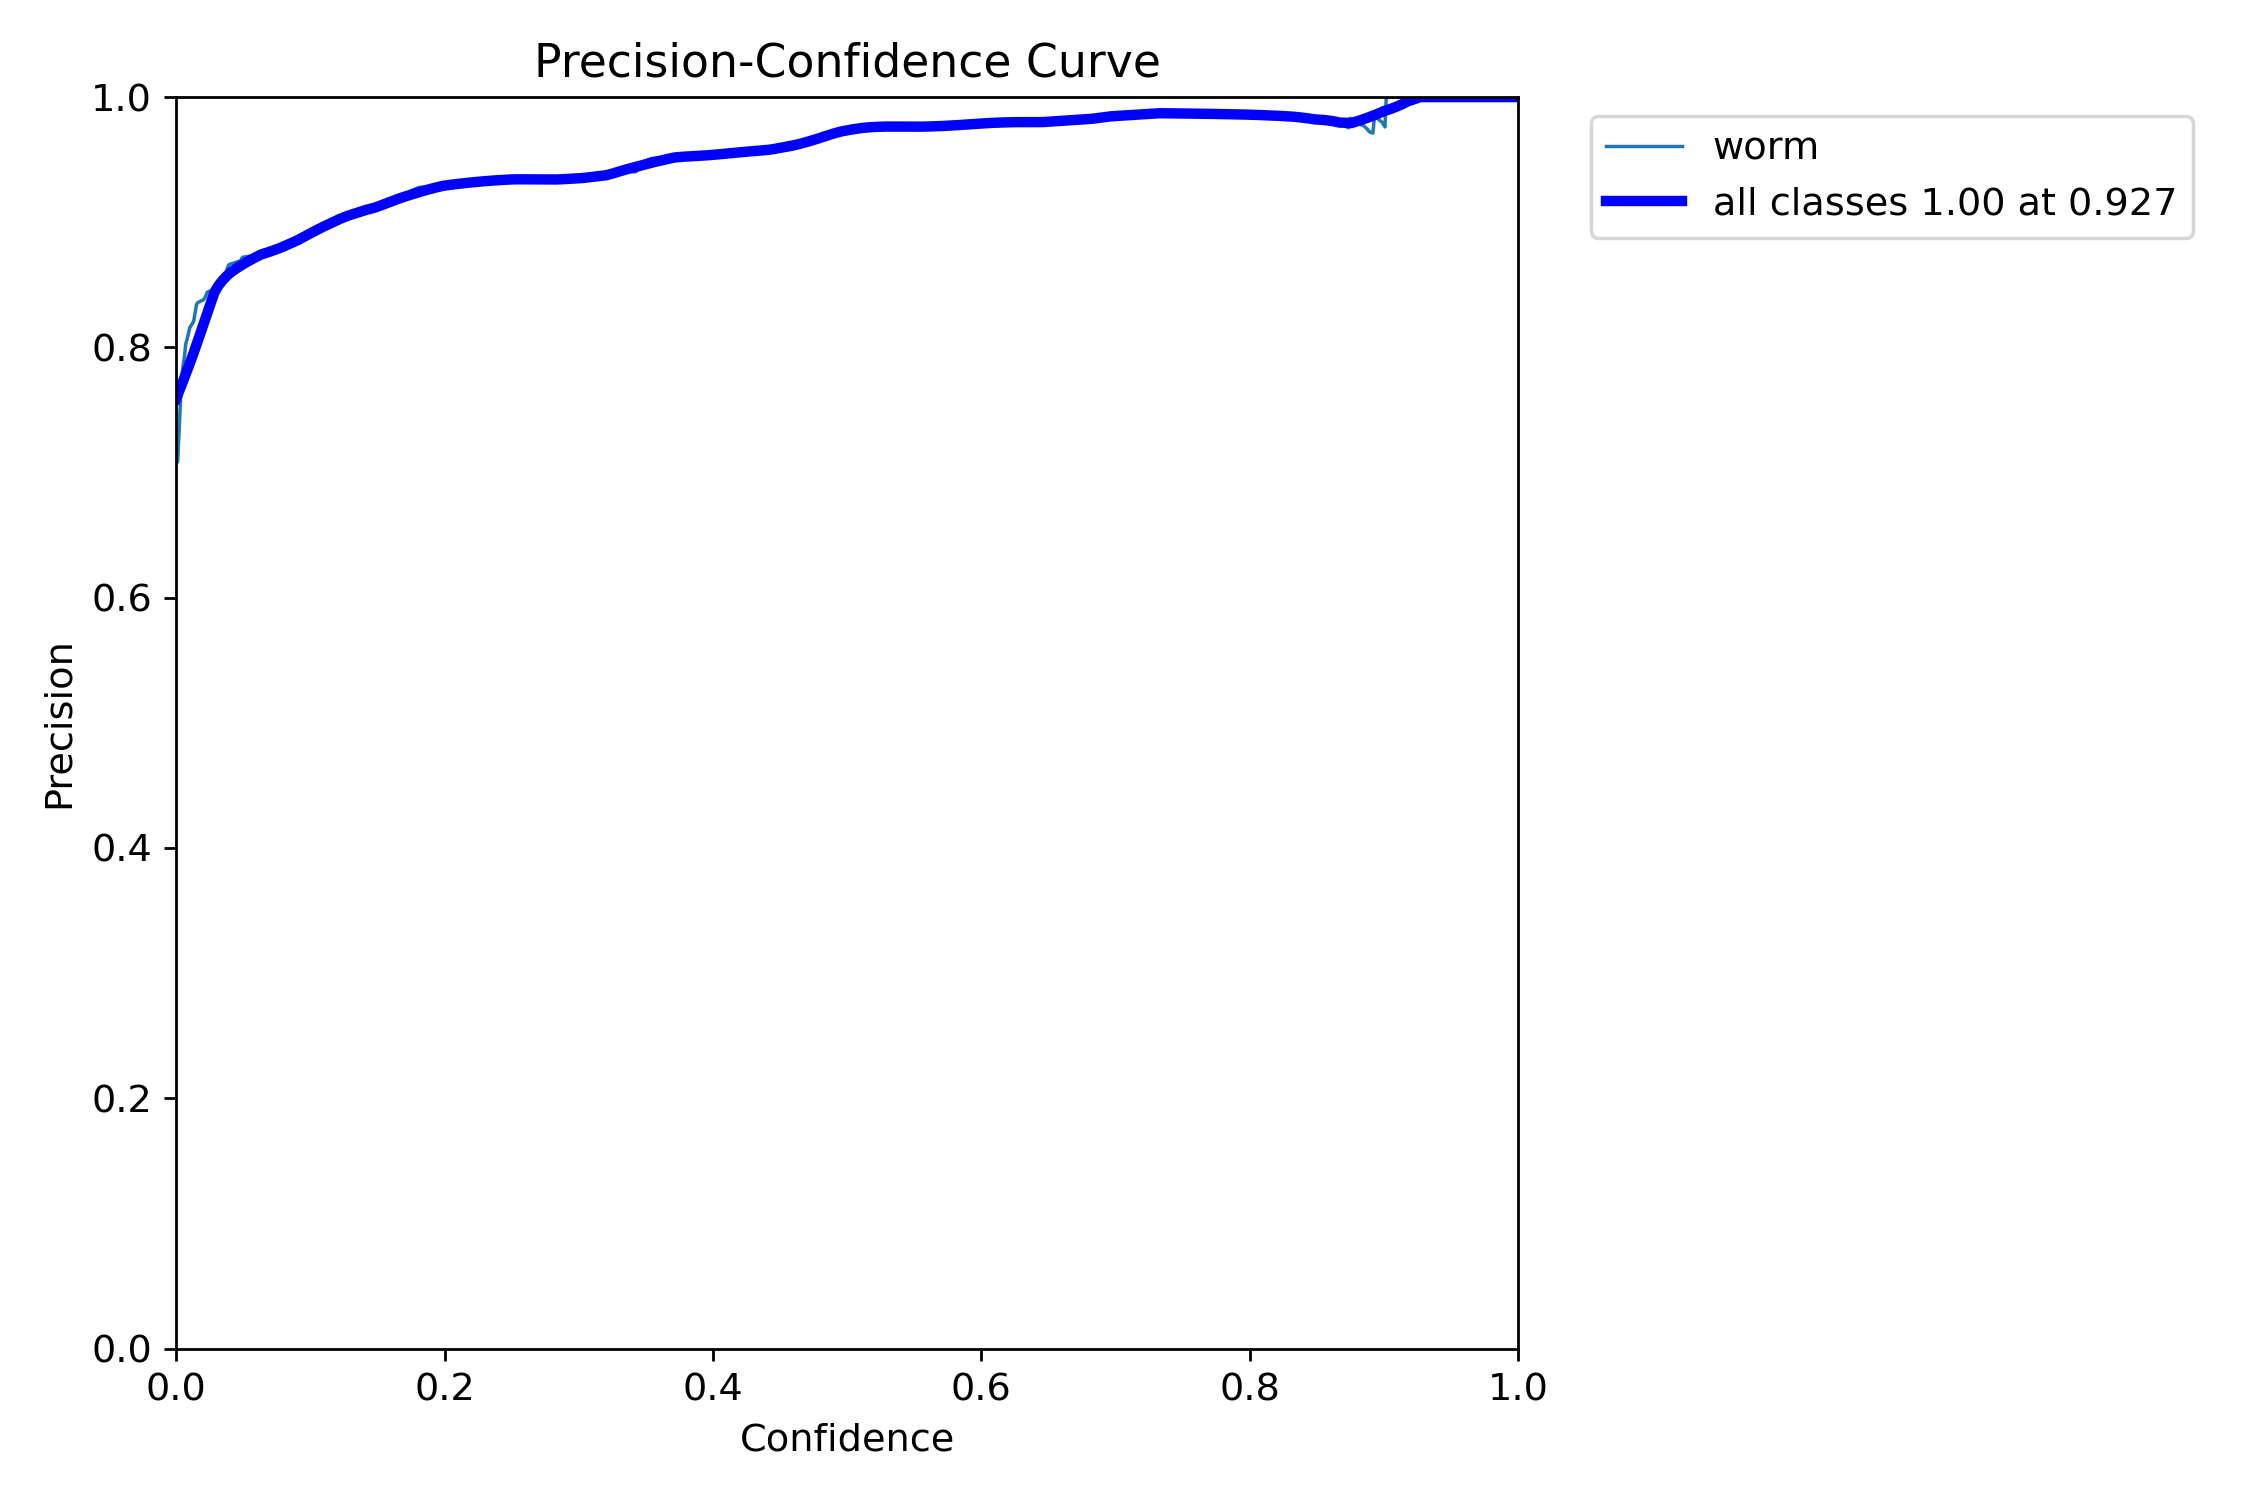 Precision-Confidence Curve
worm
all classes 1.00 at 0.927
Precision
1.0
0.8
0.6
0.4
0.2
0.0
0.0 0.2 0.4 0.6 0.8 1.0
Confidence